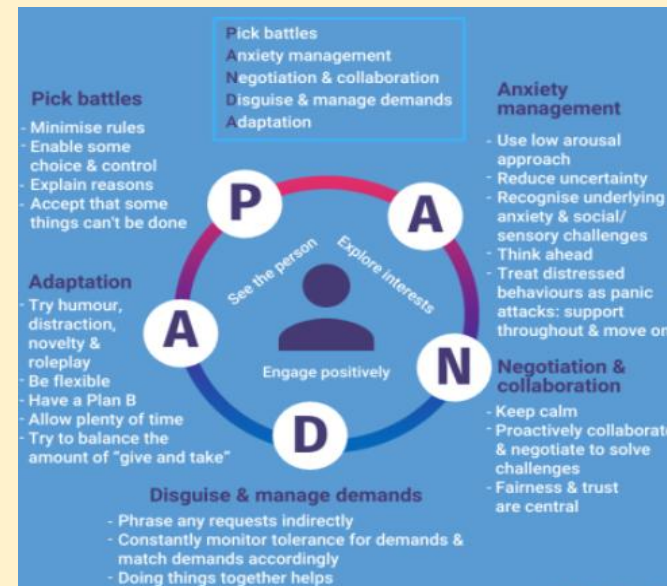 Pick battles
Anxiety management
Negotiation & collaboration
Disguise & manage demands
Adaptation
Pick battles
- Minimise rules
- Enable some
choice & control
- Explain reasons
- Accept that some
things can't be done
Anxiety
management
- Use low arousal
approach
- Reduce uncertainty
- Recognise underlying
anxiety & social/
sensory challenges
- Think ahead
- Treat distressed
behaviours as panic
attacks: support
throughout & move on
P
A
N
D
A
See the person
Explore interests
Engage positively
Adaptation
- Try humour,
distraction,
novelty &
roleplay
- Be flexible
- Have a Plan B
- Allow plenty of time
- Try to balance the
amount of "give and take"
Negotiation &
collaboration
- Keep calm
- Proactively collaborate
& negotiate to solve
challenges
- Fairness & trust
are central
Disguise & manage demands
- Phrase any requests indirectly
- Constantly monitor tolerance for demands &
match demands accordingly
- Doing things together helps